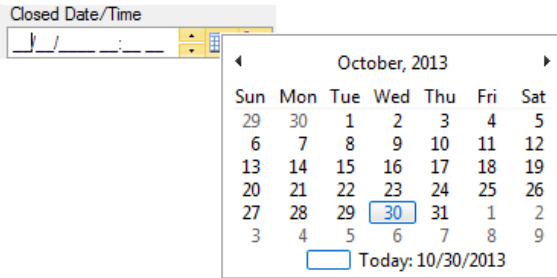 Closed Date/Time
__/__/____ __:__ __
October, 2013
Sun Mon Tue Wed Thu Fri Sat
29 30 1 2 3 4 5
6 7 8 9 10 11 12
13 14 15 16 17 18 19
20 21 22 23 24 25 26
27 28 29 30 31 1 2
3 4 5 6 7 8 9
Today: 10/30/2013